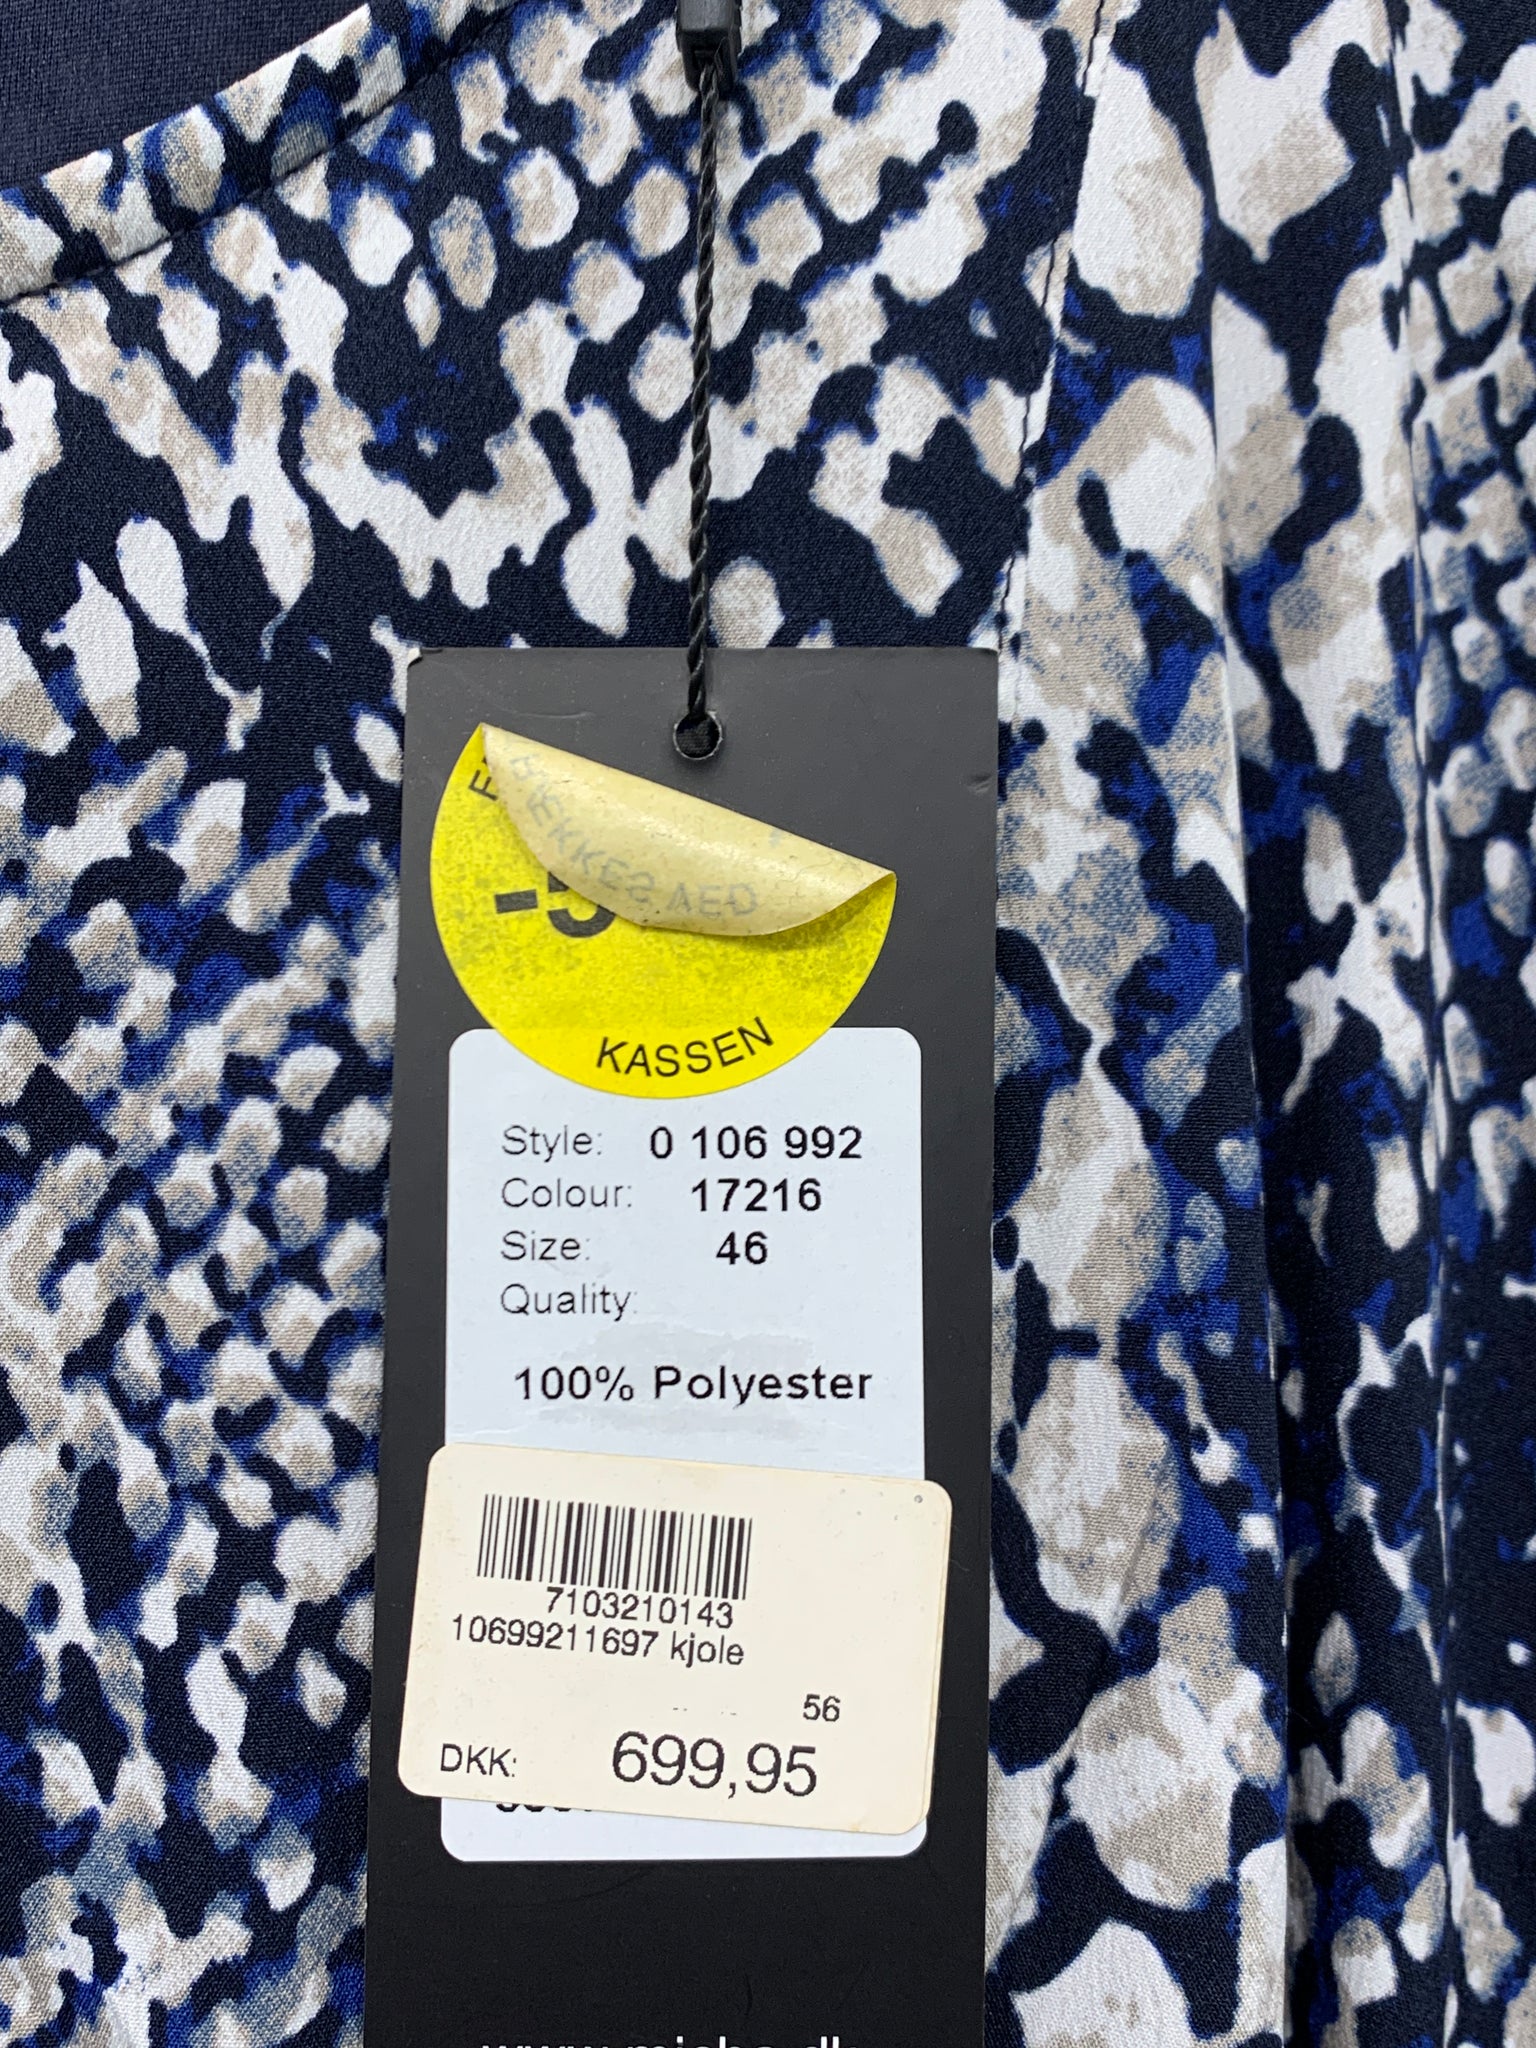 KASSEN
Style: 0 106 992
Colour: 17216
Size: 46
Quality:
100% Polyester
7103210143
10699211697 kjole
56
DKK: 699,95